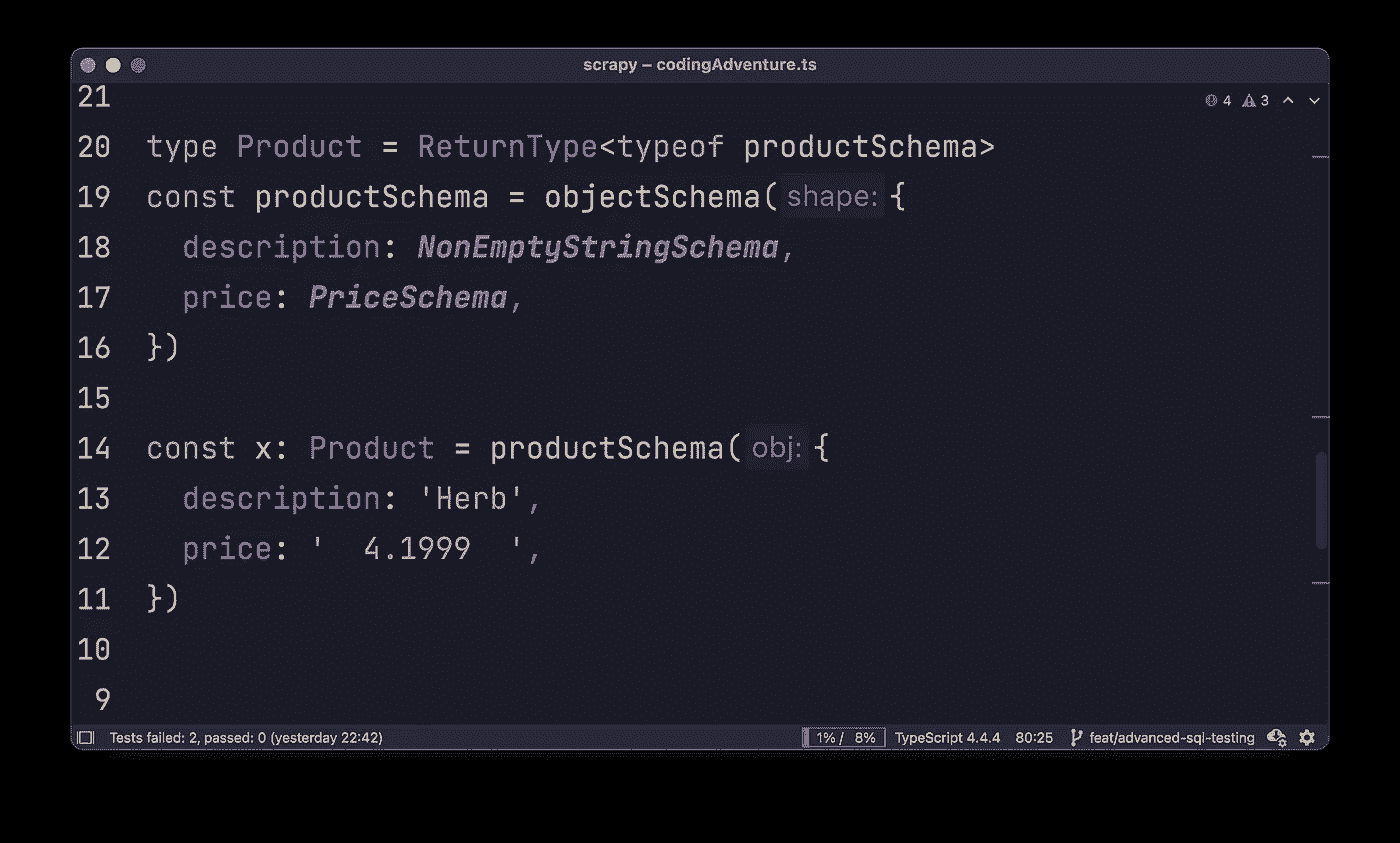 scrapy – codingAdventure.ts
21
4 3
20 type Product = ReturnType<typeof productSchema>
19 const productSchema = objectSchema( shape: {
18   description: NonEmptyStringSchema,
17   price: PriceSchema,
16 })
15
14 const x: Product = productSchema( obj: {
13   description: 'Herb',
12   price: '  4.1999  ',
11 })
10
9
Tests failed: 2, passed: 0 (yesterday 22:42) 1% / 8% TypeScript 4.4.4 80:25 feat/advanced-sql-testing